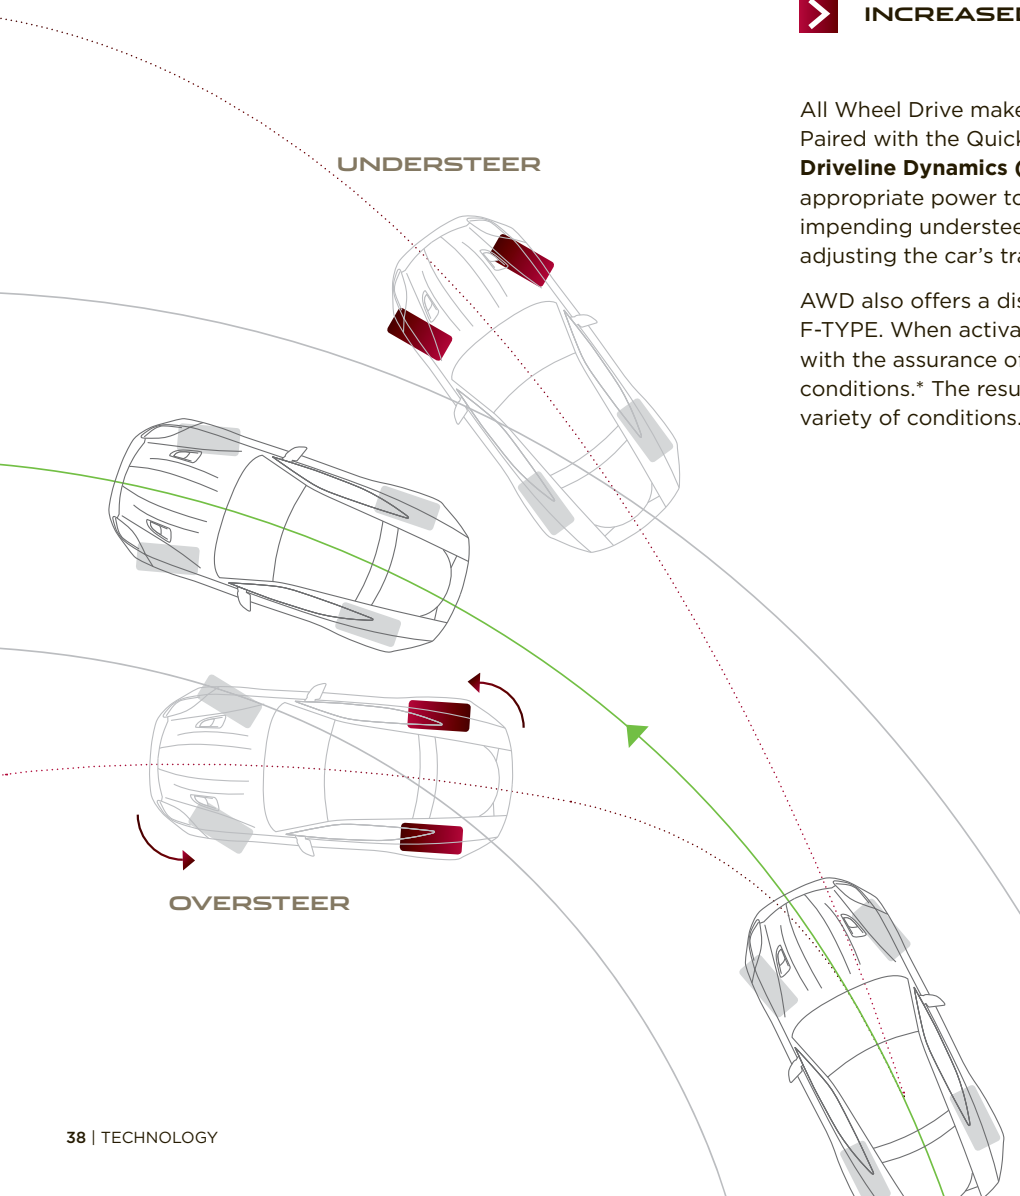 INCREASED
All Wheel Drive make
Paired with the Quick
Driveline Dynamics (
appropriate power to
impending understee
adjusting the car's tra
AWD also offers a dis
F-TYPE. When activa
with the assurance of
conditions.* The resu
variety of conditions.
UNDERSTEER
OVERSTEER
38 | TECHNOLOGY